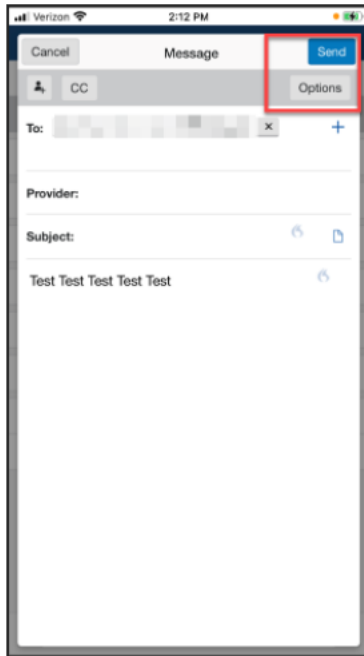 Verizon 2:12 PM
Cancel Message Send
CC Options
To:
Provider:
Subject:
Test Test Test Test Test